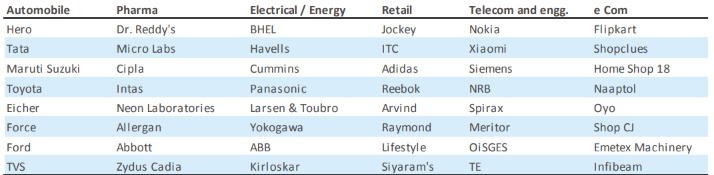 Automobile Pharma Electrical / Energy Retail Telecom and engg. e Com
Hero Dr. Reddy's BHEL Jockey Nokia Flipkart
Tata Micro Labs Havells ITC Xiaomi Shopclues
Maruti Suzuki Cipla Cummins Adidas Siemens Home Shop 18
Toyota Intas Panasonic Reebok NRB Naaptol
Eicher Neon Laboratories Larsen & Toubro Arvind Spirax Oyo
Force Allergan Yokogawa Raymond Meritor Shop CJ
Ford Abbott ABB Lifestyle OiSGES Emetex Machinery
TVS Zydus Cadia Kirloskar Siyaram's TE Infibeam